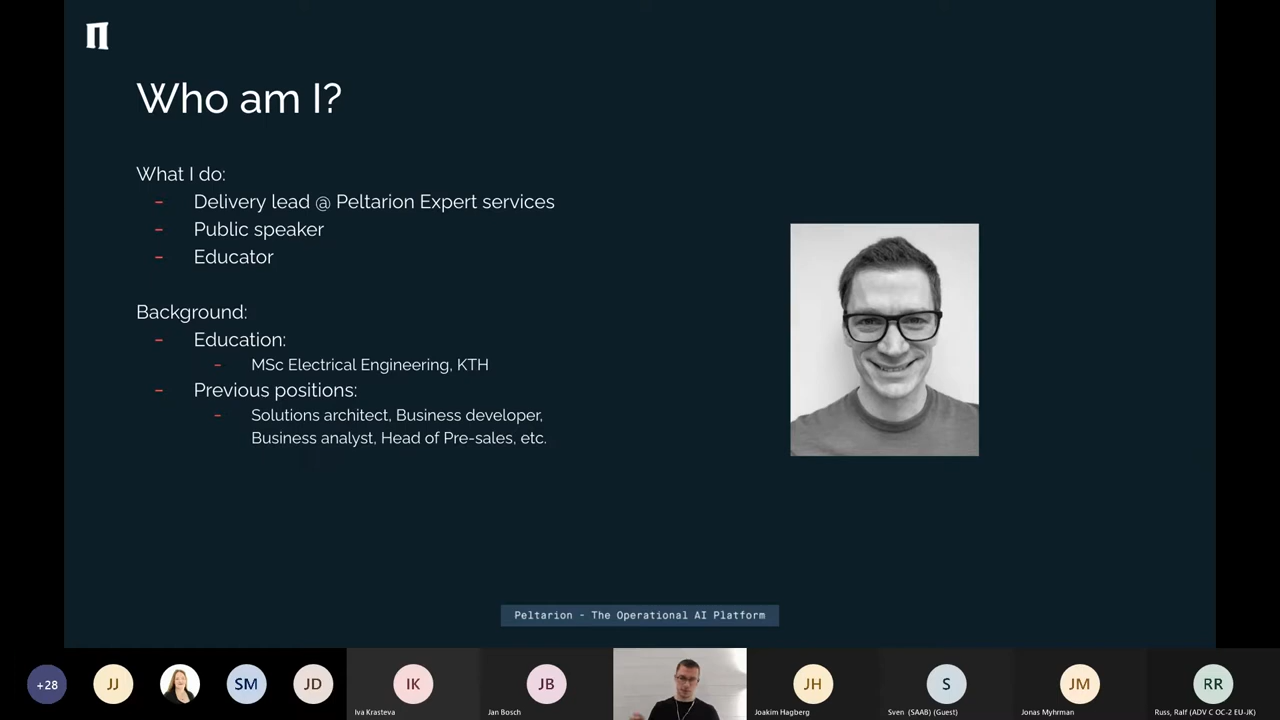 Who am I?
What I do:
- Delivery lead @ Peltarion Expert services
- Public speaker
- Educator
Background:
- Education:
- MSc Electrical Engineering, KTH
- Previous positions:
- Solutions architect, Business developer,
Business analyst, Head of Pre-sales, etc.
Peltarion - The Operational AI Platform
+28
JJ
SM
JD
IK
Iva Krasteva
JB
Jan Bosch
JH
Joakim Hagberg
S
Sven (SAAB) (Guest)
JM
Jonas Myhrman
RR
Russ, Ralf (ADV C OC-2 EU-JK)